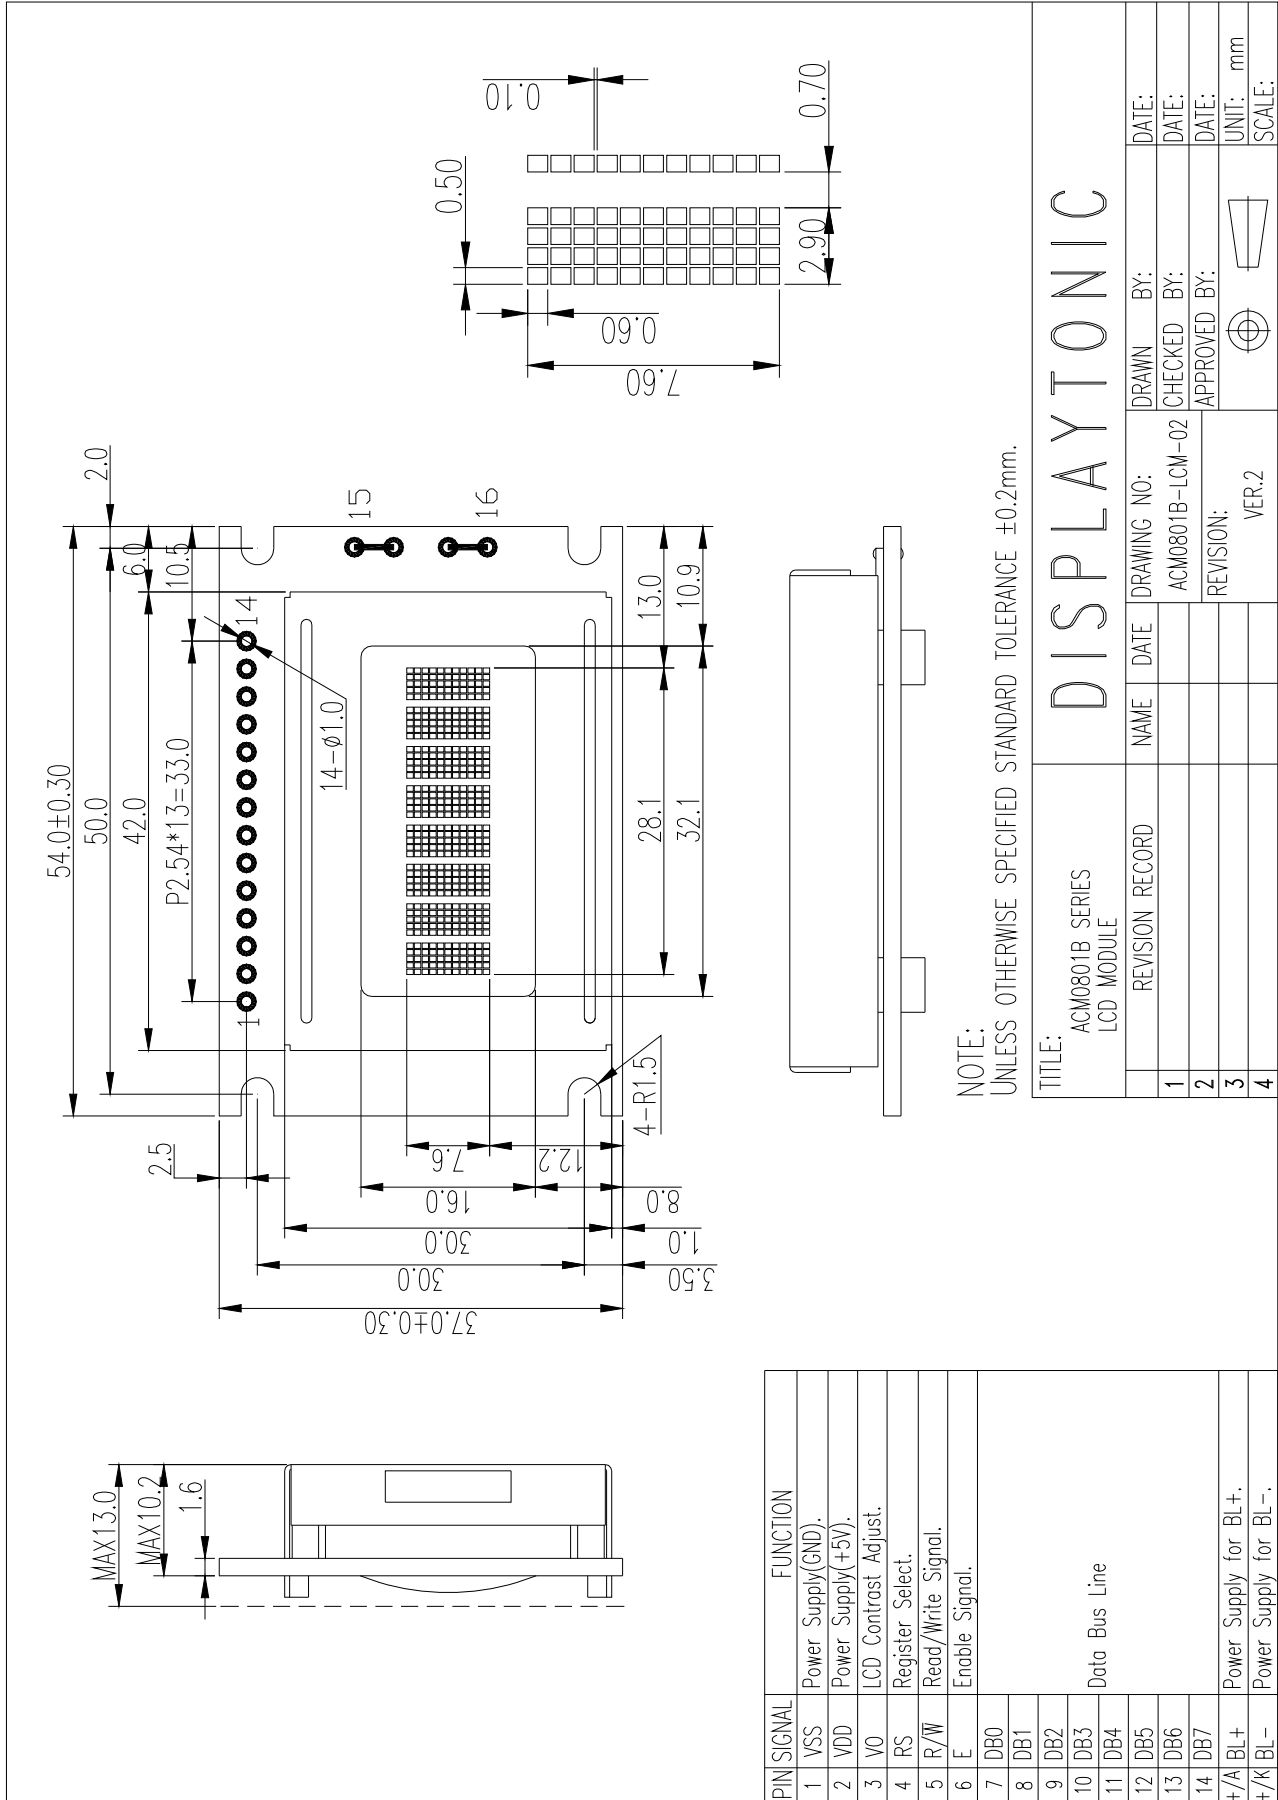 54.0±0.30
50.0
42.0
P2.54*13=33.0
2.0
6.0
10.5
14
1
14-ϕ1.0
15
16
2.5
4-R1.5
7.6
12.2
16.0
8.0
30.0
1.0
30.0
3.50
37.0±0.30
28.1
32.1
13.0
10.9
0.50
0.10
0.60
7.60
2.90
0.70
MAX13.0
MAX10.2
1.6
NOTE:
UNLESS OTHERWISE SPECIFIED STANDARD TOLERANCE ±0.2mm.
PIN SIGNAL FUNCTION
1 VSS Power Supply(GND).
2 VDD Power Supply(+5V).
3 VO LCD Contrast Adjust.
4 RS Register Select.
5 R/W̅ Read/Write Signal.
6 E Enable Signal.
7 DB0
8 DB1
9 DB2
10 DB3 Data Bus Line
11 DB4
12 DB5
13 DB6
14 DB7
+/A BL+ Power Supply for BL+.
+/K BL- Power Supply for BL-.
TITLE:
ACM0801B SERIES
LCD MODULE
DISPLAYTONIC
REVISION RECORD NAME DATE
1
2
3
4
DRAWING NO:
ACM0801B-LCM-02
REVISION:
VER.2
DRAWN BY: DATE:
CHECKED BY: DATE:
APPROVED BY: DATE:
UNIT: mm
SCALE: